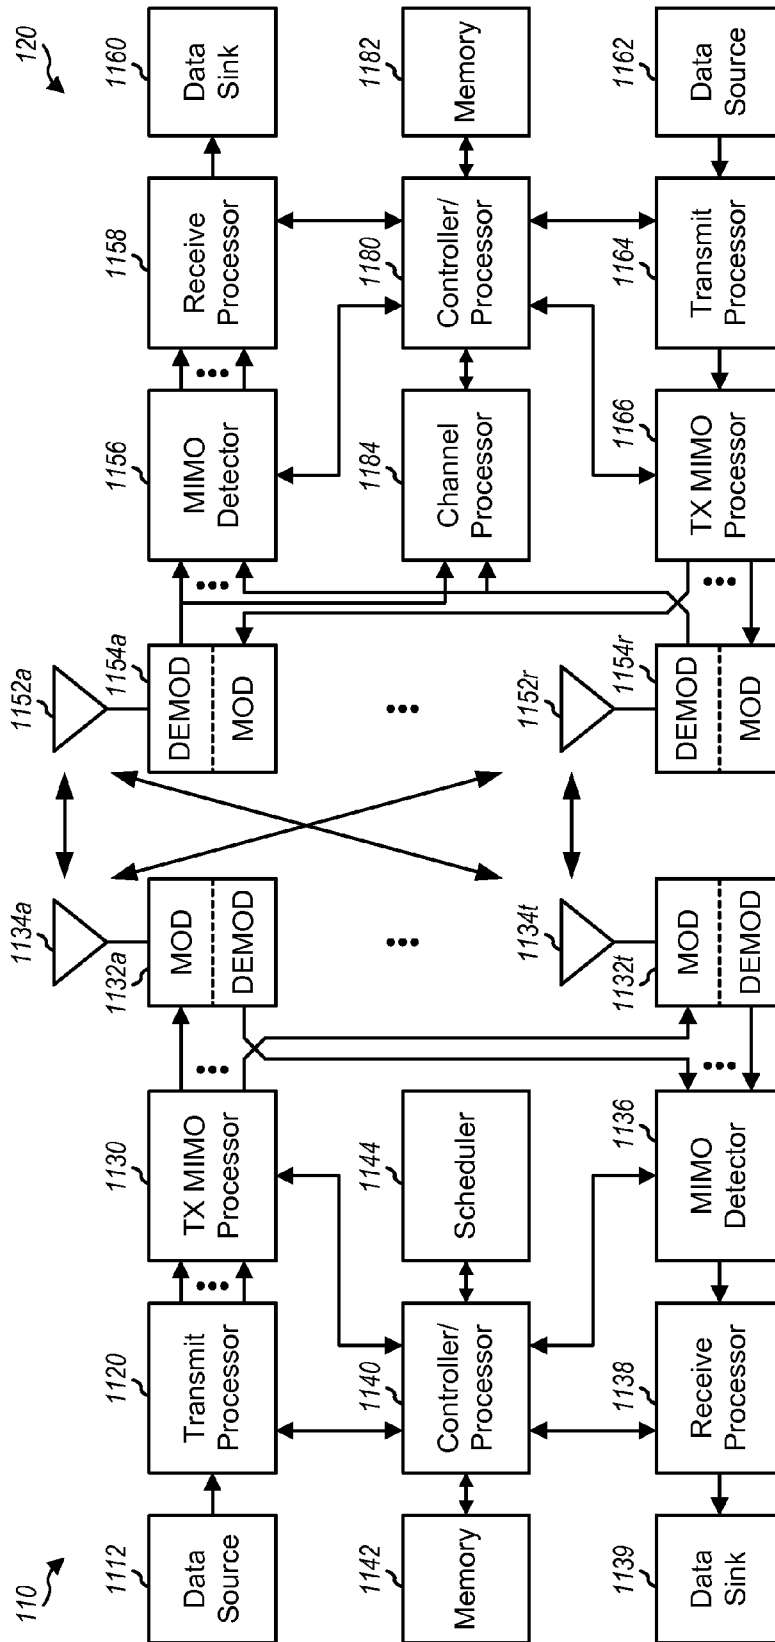 110
120
1112
Data
Source
1120
Transmit
Processor
1130
TX MIMO
Processor
1132a
MOD
DEMOD
1134a
1152a
1154a
DEMOD
MOD
1156
MIMO
Detector
1158
Receive
Processor
1160
Data
Sink
1142
Memory
1140
Controller/
Processor
1144
Scheduler
1184
Channel
Processor
1180
Controller/
Processor
1182
Memory
1139
Data
Sink
1138
Receive
Processor
1136
MIMO
Detector
1132t
MOD
DEMOD
1134t
1152r
1154r
DEMOD
MOD
1166
TX MIMO
Processor
1164
Transmit
Processor
1162
Data
Source